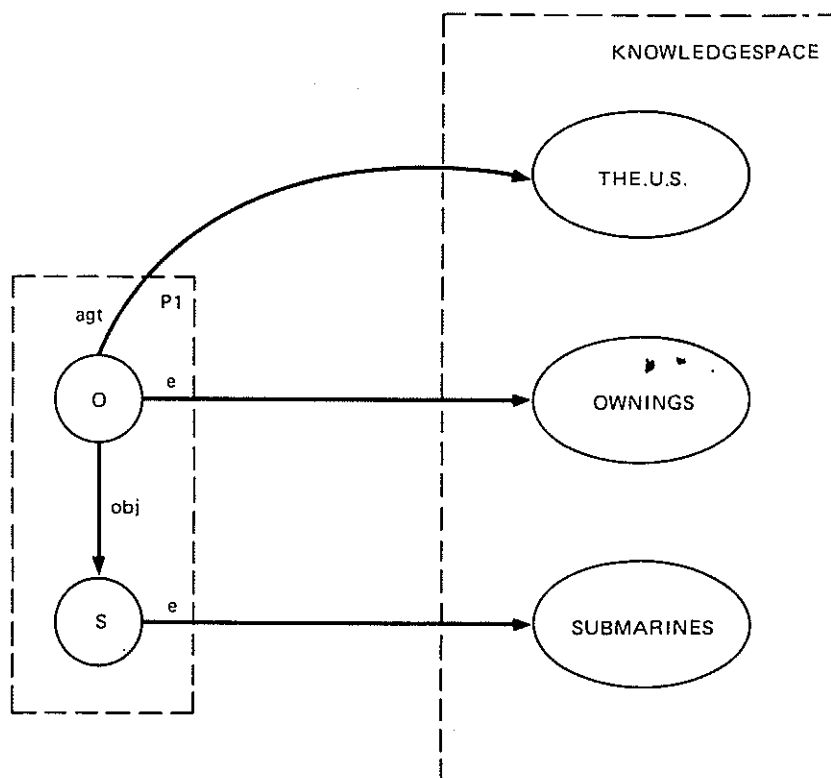 KNOWLEDGESPACE
THE.U.S.
P1
agt
O
e
OWNINGS
obj
S
e
SUBMARINES